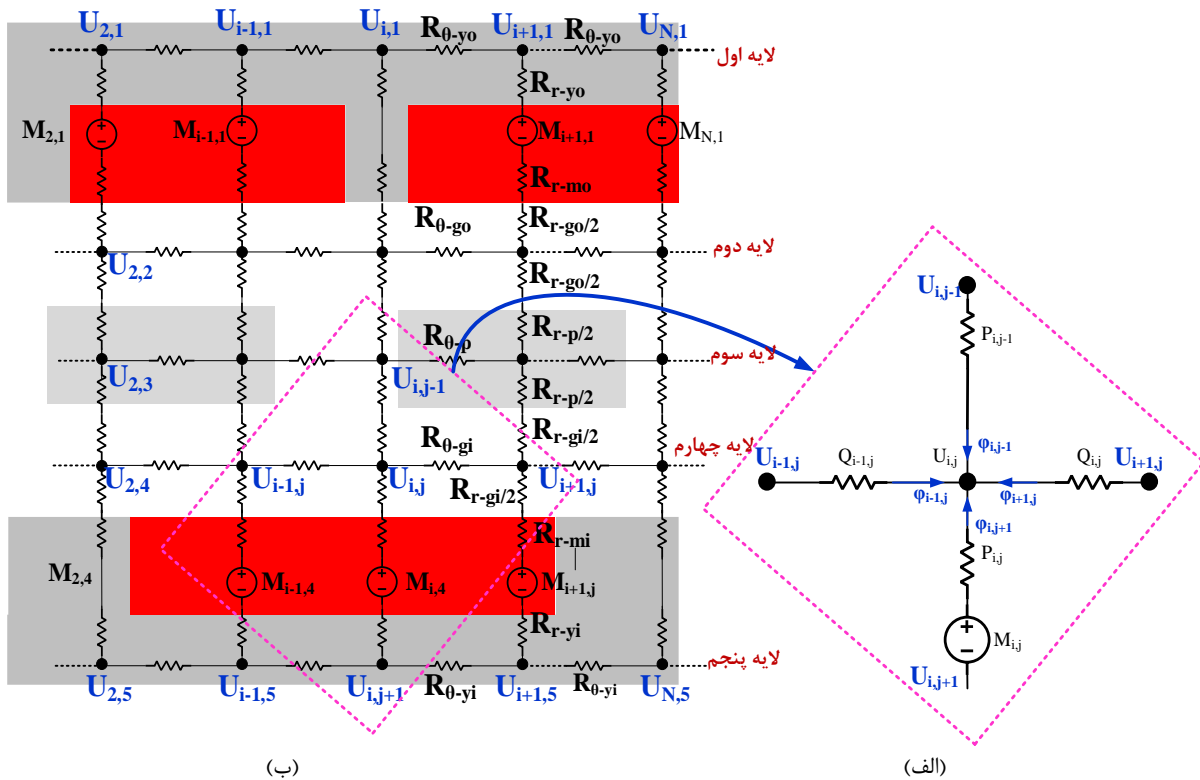 U2,1
Ui-1,1
Ui,1
Rθ-yo
Ui+1,1
Rθ-yo
UN,1
لایه اول
Rr-yo
M2,1
+
-
Mi-1,1
+
-
Mi+1,1
+
-
MN,1
+
-
Rr-mo
Rθ-go
Rr-go/2
لایه دوم
U2,2
Rr-go/2
Rθ-p
Rr-p/2
لایه سوم
U2,3
Ui,j-1
Rr-p/2
Rθ-gi
Rr-gi/2
لایه چهارم
U2,4
Ui-1,j
Ui,j
Rr-gi/2
Ui+1,j
Rr-mi
M2,4
+
-
Mi-1,4
+
-
Mi,4
+
-
Mi+1,j
Rr-yi
لایه پنجم
U2,5
Ui-1,5
Ui,j+1
Rθ-yi
Ui+1,5
Rθ-yi
UN,5
(ب)
Ui,j-1
Pi,j-1
φi,j-1
Ui-1,j
Qi-1,j
Ui,j
Qi,j
Ui+1,j
φi-1,j
φi+1,j
φi,j+1
Pi,j
+
-
Mi,j
Ui,j+1
(الف)